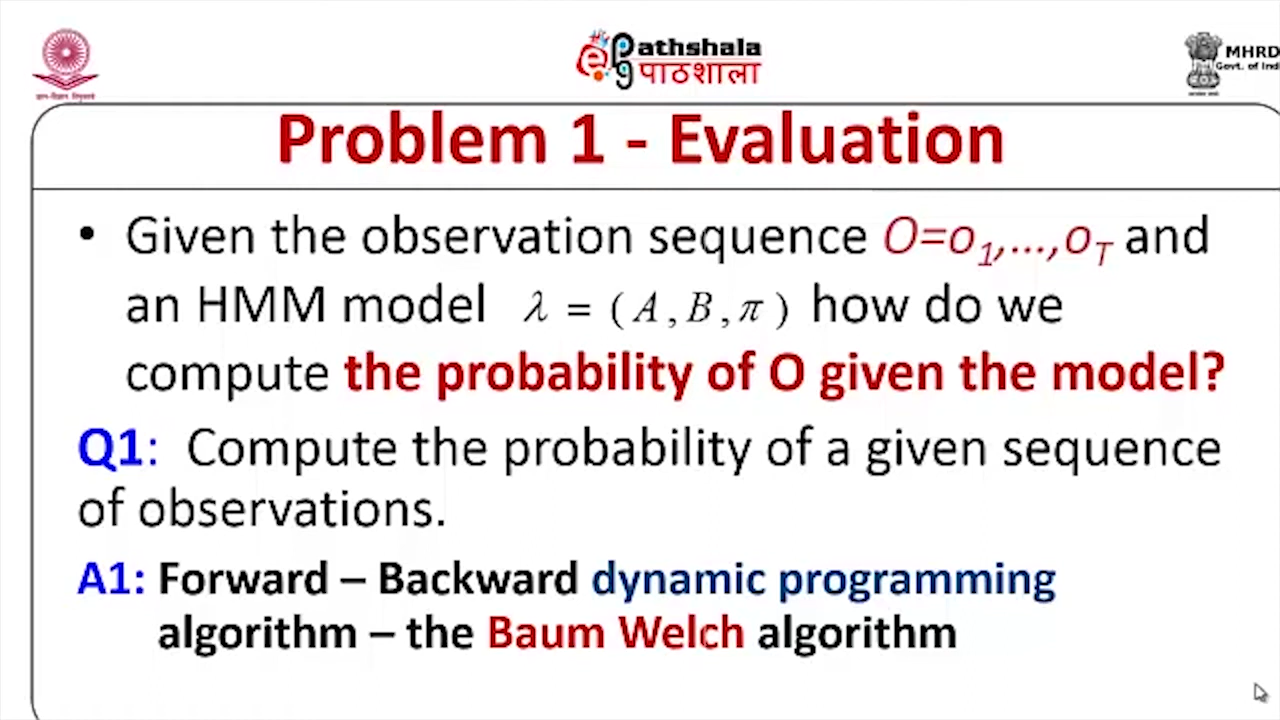 ePathshala
पाठशाला
MHRD
Govt. of Ind
Problem 1 - Evaluation
• Given the observation sequence O=o₁,...,o_T and
an HMM model λ = (A,B,π) how do we
compute the probability of O given the model?
Q1: Compute the probability of a given sequence
of observations.
A1: Forward – Backward dynamic programming
algorithm – the Baum Welch algorithm